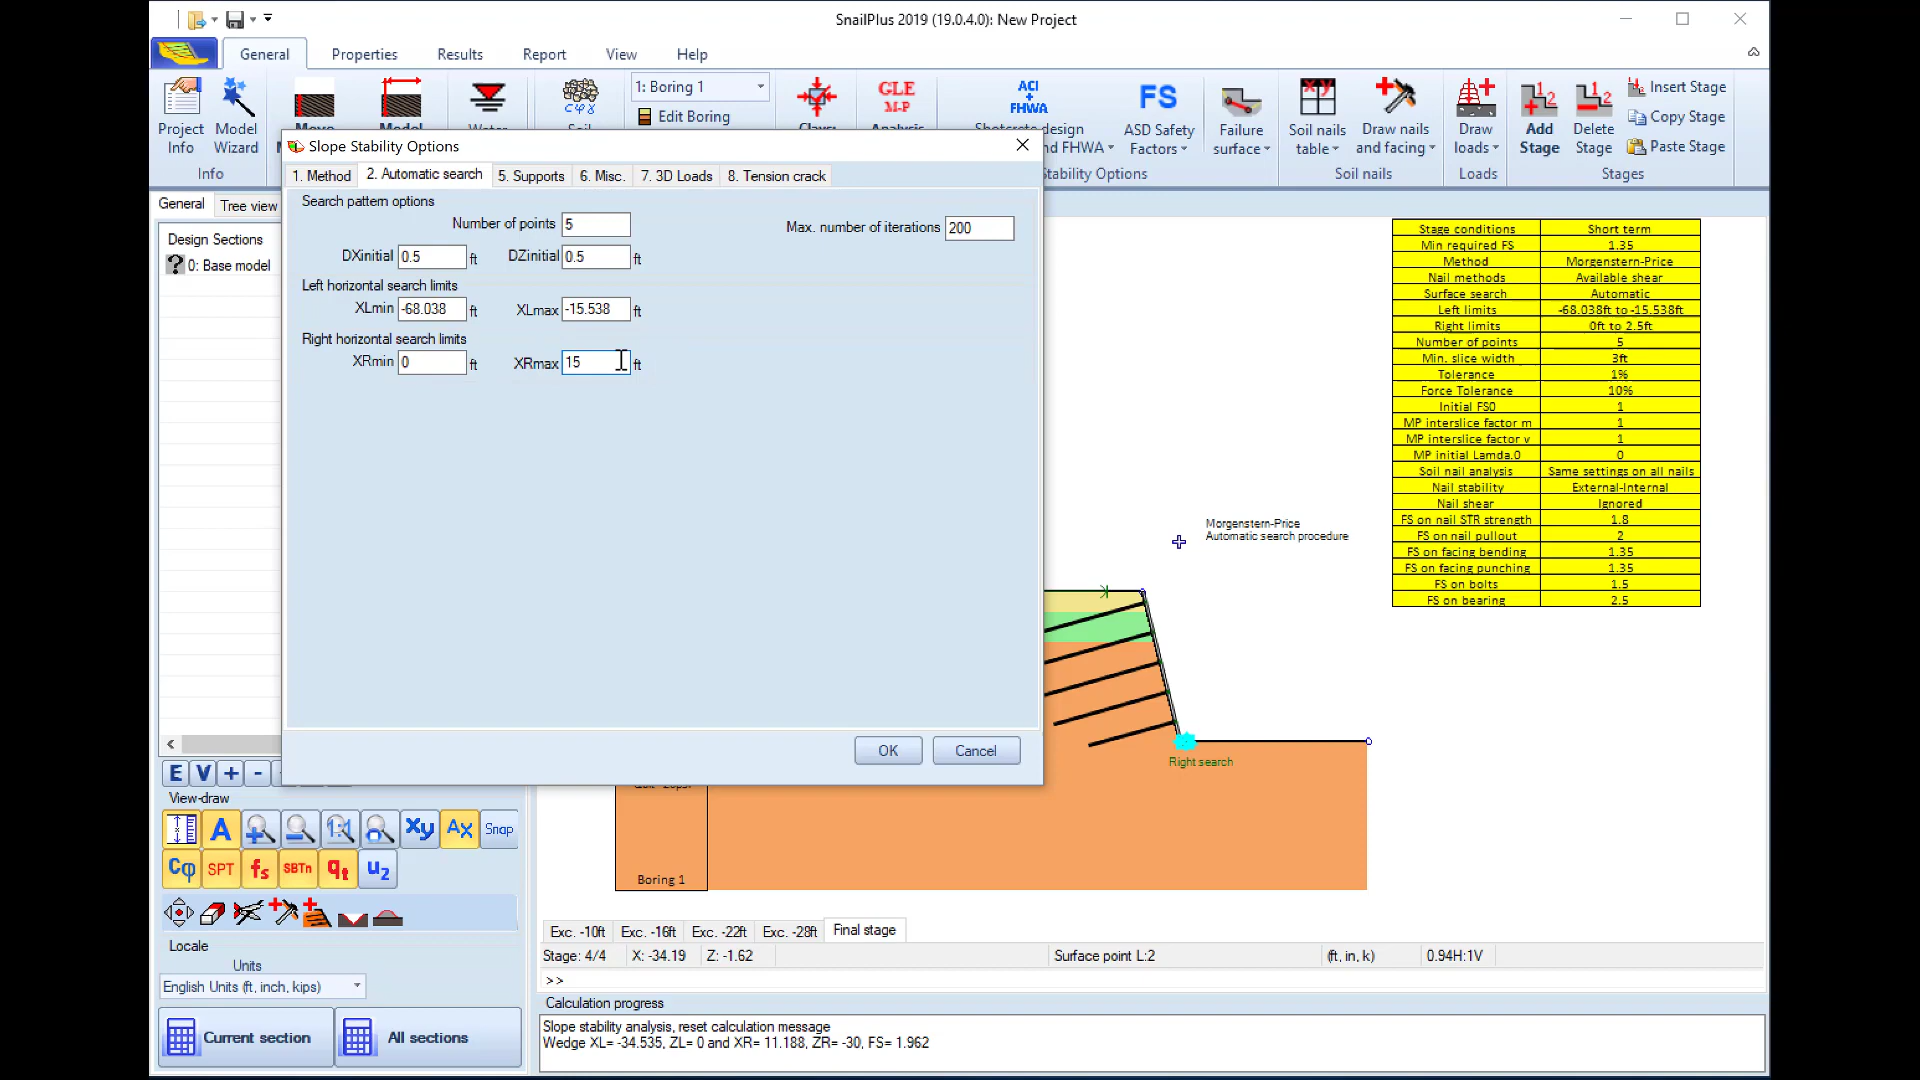 SnailPlus 2019 (19.0.4.0): New Project
General
Properties
Results
Report
View
Help
Project Info
Model Wizard
1: Boring 1
Edit Boring
GLE
M-P
ACI
+
FHWA
FS
Shotcrete design
nd FHWA
ASD Safety
Factors
Failure
surface
Soil nails
table
Draw nails
and facing
Draw
loads
Add
Stage
Delete
Stage
Insert Stage
Copy Stage
Paste Stage
Info
Stability Options
Soil nails
Loads
Stages
Slope Stability Options
1. Method
2. Automatic search
5. Supports
6. Misc.
7. 3D Loads
8. Tension crack
Search pattern options
Number of points 5
Max. number of iterations 200
DXinitial 0.5 ft
DZinitial 0.5 ft
Left horizontal search limits
XLmin -68.038 ft
XLmax -15.538 ft
Right horizontal search limits
XRmin 0 ft
XRmax 15 ft
OK
Cancel
General
Tree view
Design Sections
0: Base model
Stage conditions Short term
Min required FS 1.35
Method Morgenstern-Price
Nail methods Available shear
Surface search Automatic
Left limits -68.038ft to -15.538ft
Right limits 0ft to 2.5ft
Number of points 5
Min. slice width 3ft
Tolerance 1%
Force Tolerance 10%
Initial FS0 1
MP interslice factor m 1
MP interslice factor v 1
MP initial Lamda.0 0
Soil nail analysis Same settings on all nails
Nail stability External-Internal
Nail shear Ignored
FS on nail STR strength 1.8
FS on nail pullout 2
FS on facing bending 1.35
FS on facing punching 1.35
FS on bolts 1.5
FS on bearing 2.5
Morgenstern-Price
Automatic search procedure
Right search
Boring 1
E V + -
View-draw
A
1:1
Xy
Ax
Snap
Cφ
SPT
fs
SBTn
qt
u2
Locale
Units
English Units (ft, inch, kips)
Current section
All sections
Exc. -10ft
Exc. -16ft
Exc. -22ft
Exc. -28ft
Final stage
Stage: 4/4
X: -34.19
Z: -1.62
Surface point L:2
(ft, in, k)
0.94H:1V
>>
Calculation progress
Slope stability analysis, reset calculation message
Wedge XL= -34.535, ZL= 0 and XR= 11.188, ZR= -30, FS= 1.962